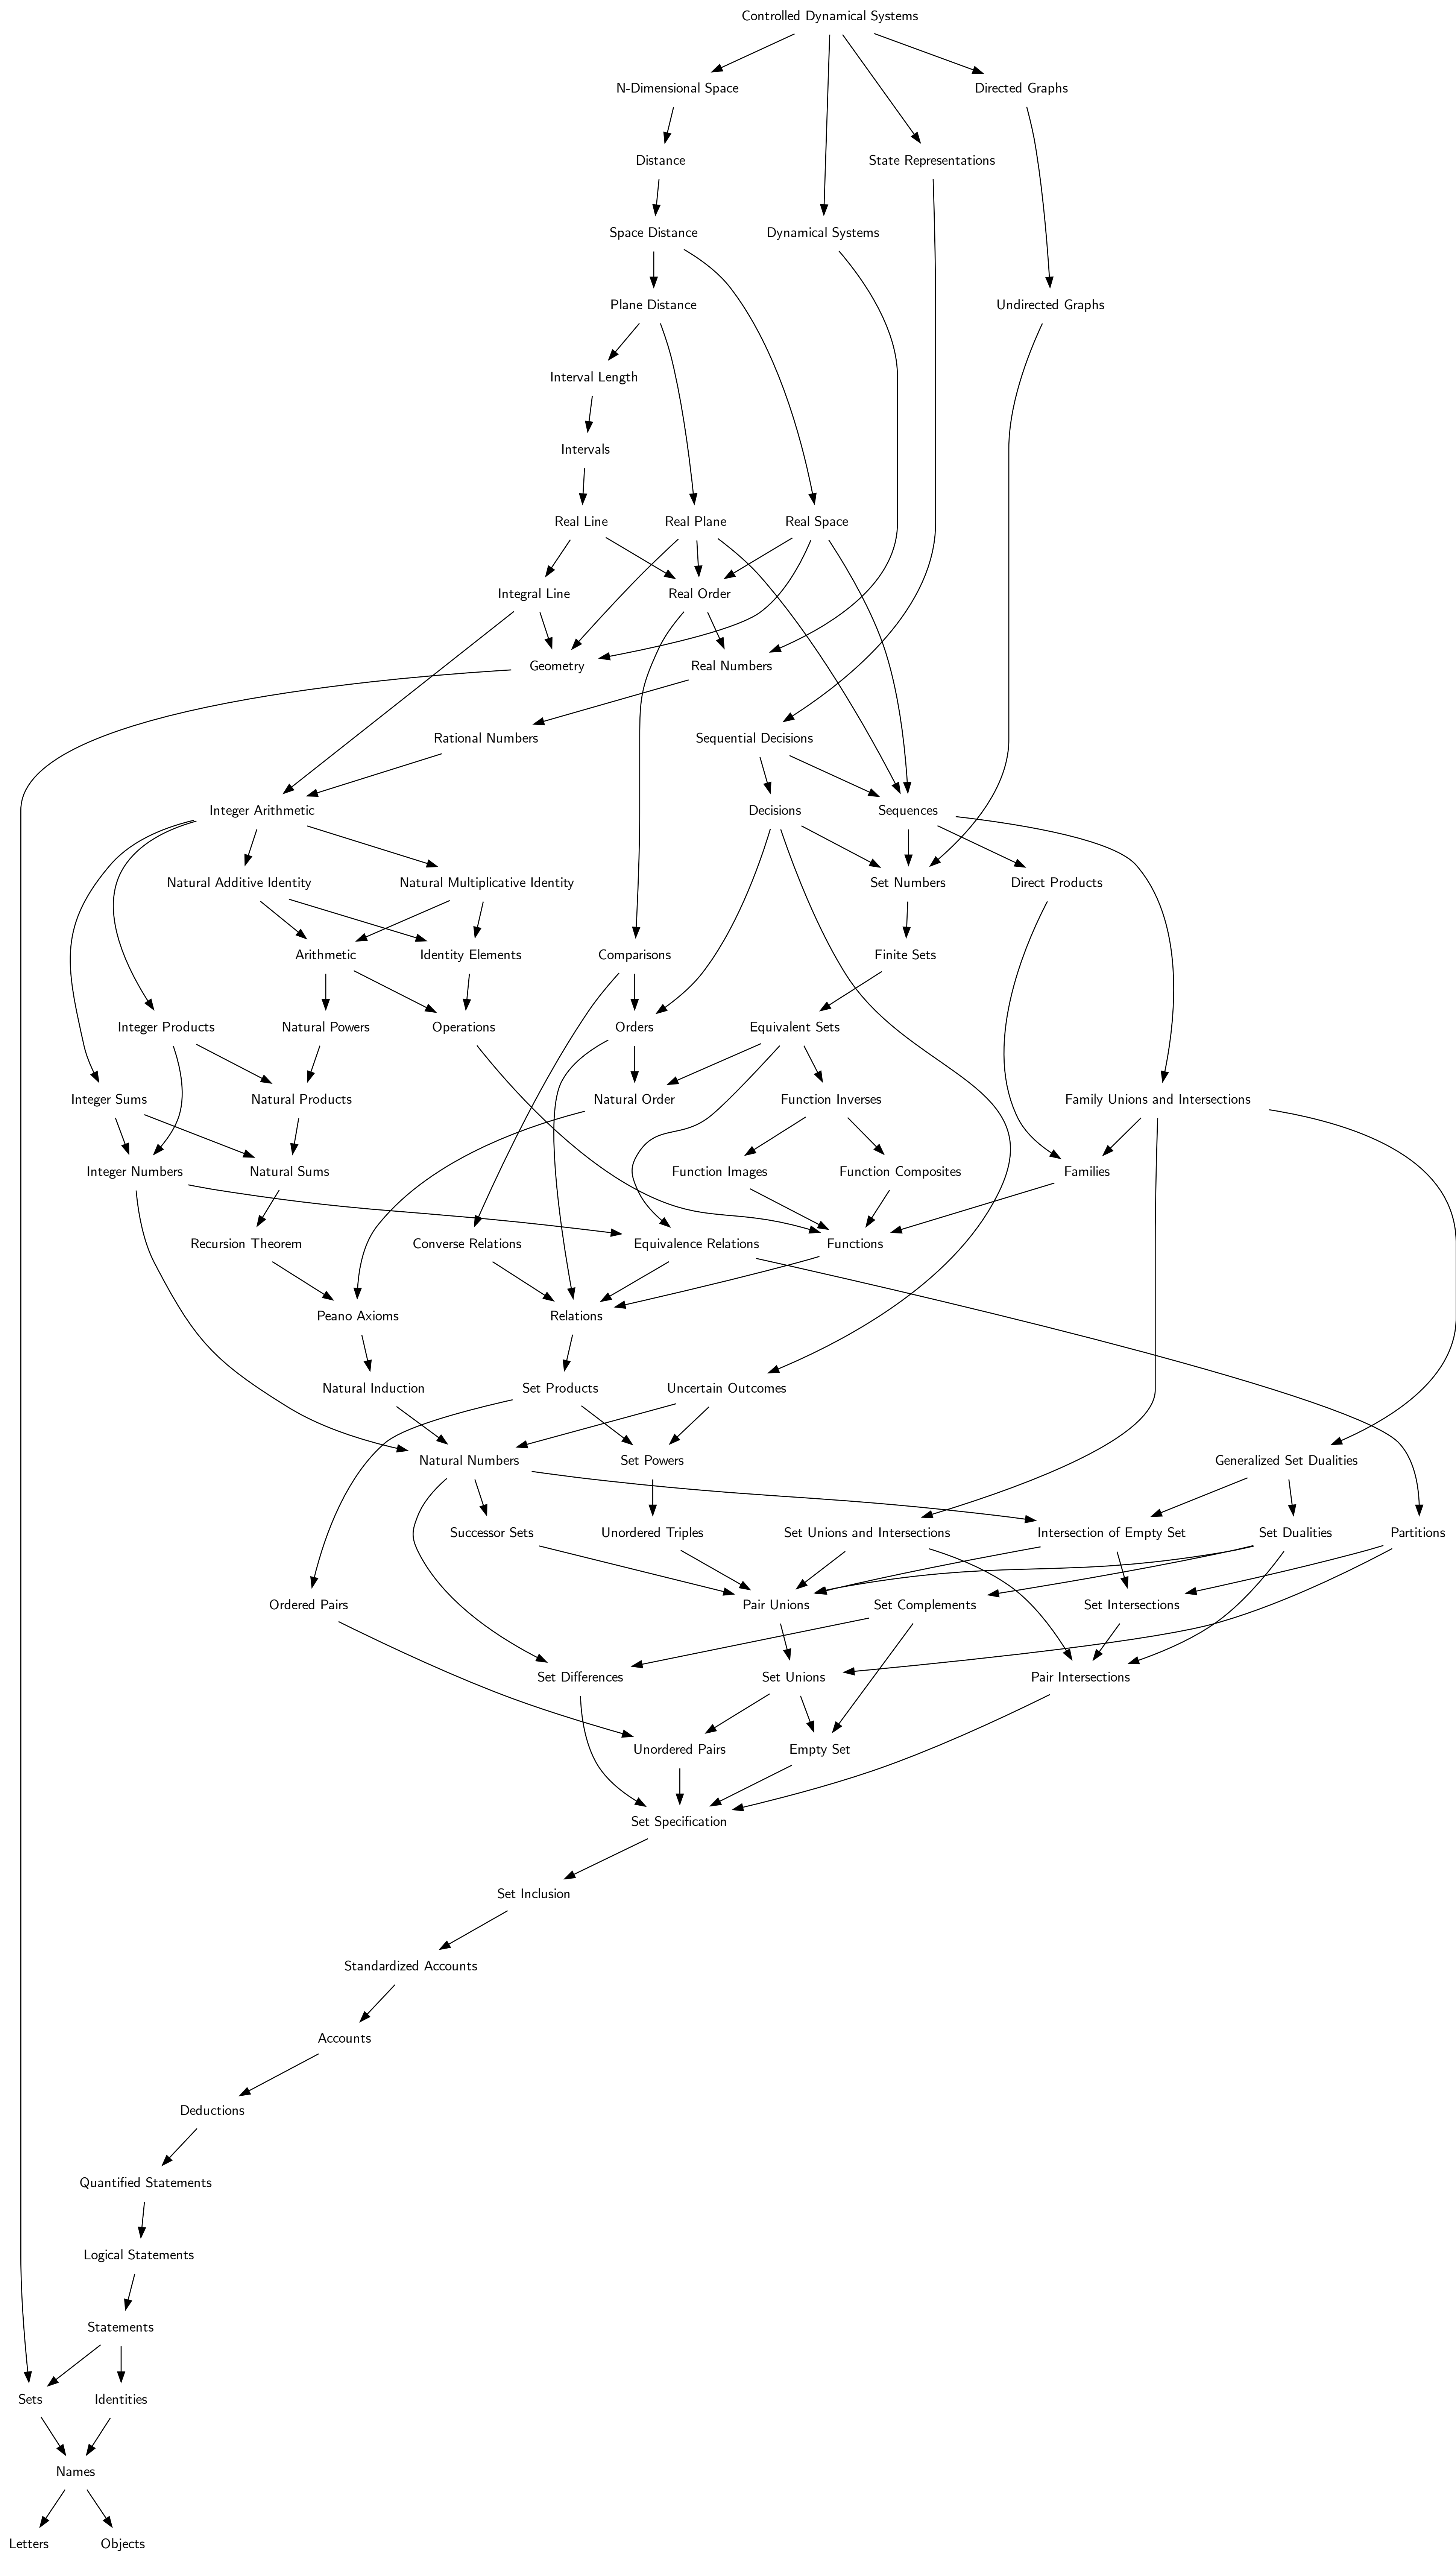 Controlled Dynamical Systems
N-Dimensional Space
Directed Graphs
Distance
State Representations
Space Distance
Dynamical Systems
Plane Distance
Undirected Graphs
Interval Length
Intervals
Real Line
Real Plane
Real Space
Integral Line
Real Order
Geometry
Real Numbers
Rational Numbers
Sequential Decisions
Integer Arithmetic
Decisions
Sequences
Natural Additive Identity
Natural Multiplicative Identity
Set Numbers
Direct Products
Arithmetic
Identity Elements
Comparisons
Finite Sets
Integer Products
Natural Powers
Operations
Orders
Equivalent Sets
Integer Sums
Natural Products
Natural Order
Function Inverses
Family Unions and Intersections
Integer Numbers
Natural Sums
Function Images
Function Composites
Families
Recursion Theorem
Converse Relations
Equivalence Relations
Functions
Peano Axioms
Relations
Natural Induction
Set Products
Uncertain Outcomes
Natural Numbers
Set Powers
Generalized Set Dualities
Successor Sets
Unordered Triples
Set Unions and Intersections
Intersection of Empty Set
Set Dualities
Partitions
Ordered Pairs
Pair Unions
Set Complements
Set Intersections
Set Differences
Set Unions
Pair Intersections
Unordered Pairs
Empty Set
Set Specification
Set Inclusion
Standardized Accounts
Accounts
Deductions
Quantified Statements
Logical Statements
Statements
Sets
Identities
Names
Letters
Objects